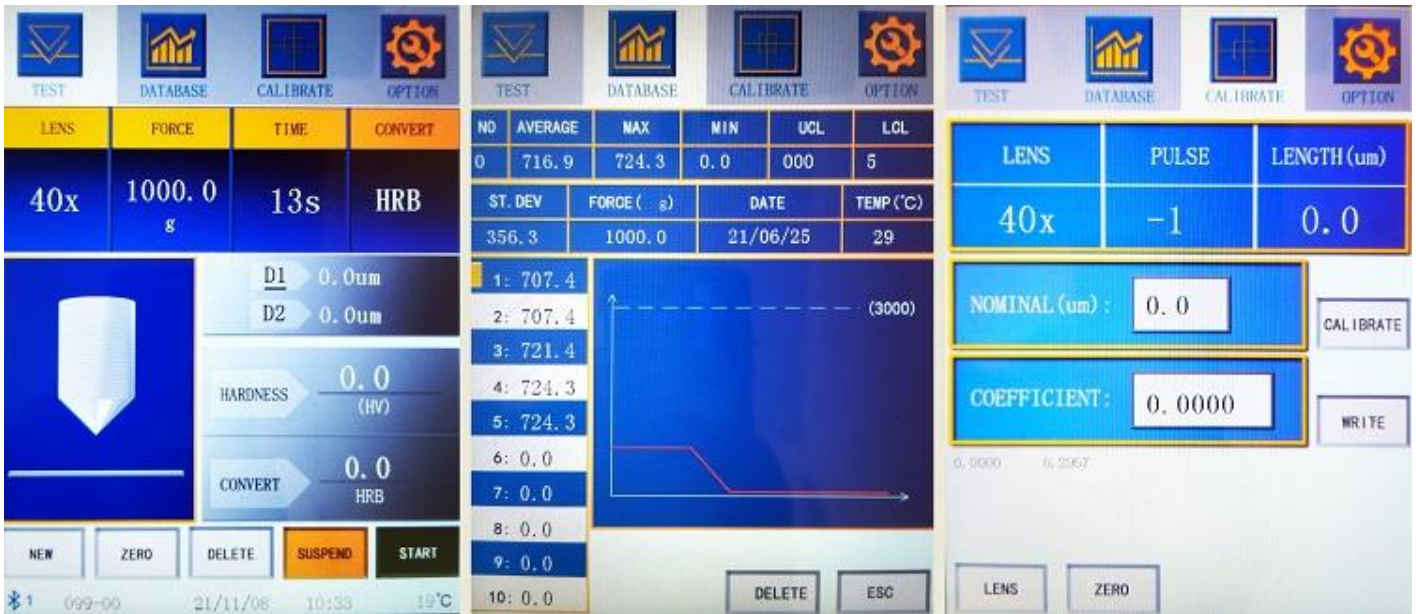 TEST DATABASE CALIBRATE OPTION
LENS FORCE TIME CONVERT
40x 1000.0 g 13s HRB
D1 0.0um
D2 0.0um
HARDNESS 0.0 (HV)
CONVERT 0.0 HRB
NEW ZERO DELETE SUSPEND START
1 099-00 21/11/08 10:33 19℃
TEST DATABASE CALIBRATE OPTION
NO AVERAGE MAX MIN UCL LCL
0 716.9 724.3 0.0 000 5
ST.DEV FORCE( g) DATE TEMP(℃)
356.3 1000.0 21/06/25 29
1: 707.4
2: 707.4
3: 721.4
4: 724.3
5: 724.3
6: 0.0
7: 0.0
8: 0.0
9: 0.0
10: 0.0
(3000)
DELETE ESC
TEST DATABASE CALIBRATE OPTION
LENS PULSE LENGTH(um)
40x -1 0.0
NOMINAL(um): 0.0
CALIBRATE
COEFFICIENT: 0.0000
WRITE
0.0000 0.2967
LENS ZERO